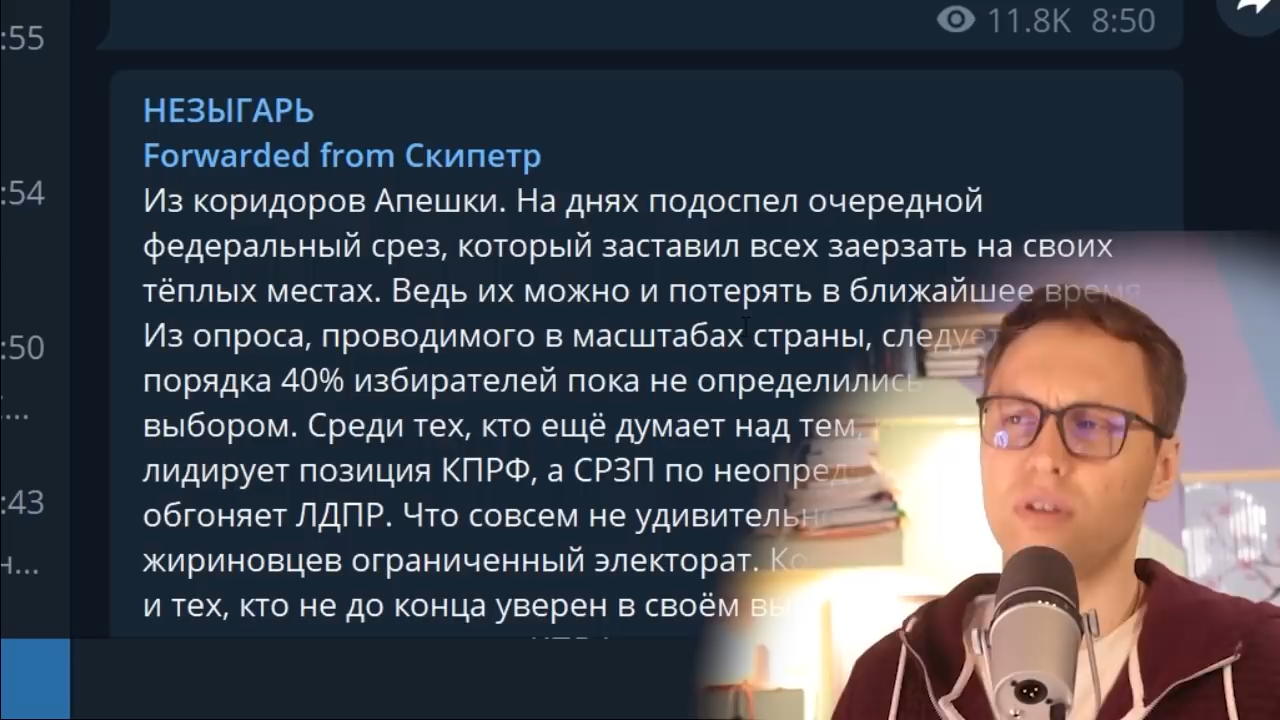 :55
11.8K 8:50
НЕЗЫГАРЬ
Forwarded from Скипетр
Из коридоров Апешки. На днях подоспел очередной
:54
федеральный срез, который заставил всех заерзать на своих
тёплых местах. Ведь их можно и потерять в ближайшее время
Из опроса, проводимого в масштабах страны, следует
:50
порядка 40% избирателей пока не определились
выбором. Среди тех, кто ещё думает над тем,
лидирует позиция КПРФ, а СРЗП по
:43
обгоняет ЛДПР. Что совсем не
жириновцев ограниченный электорат.
н...
и тех, кто не до конца уверен в своём